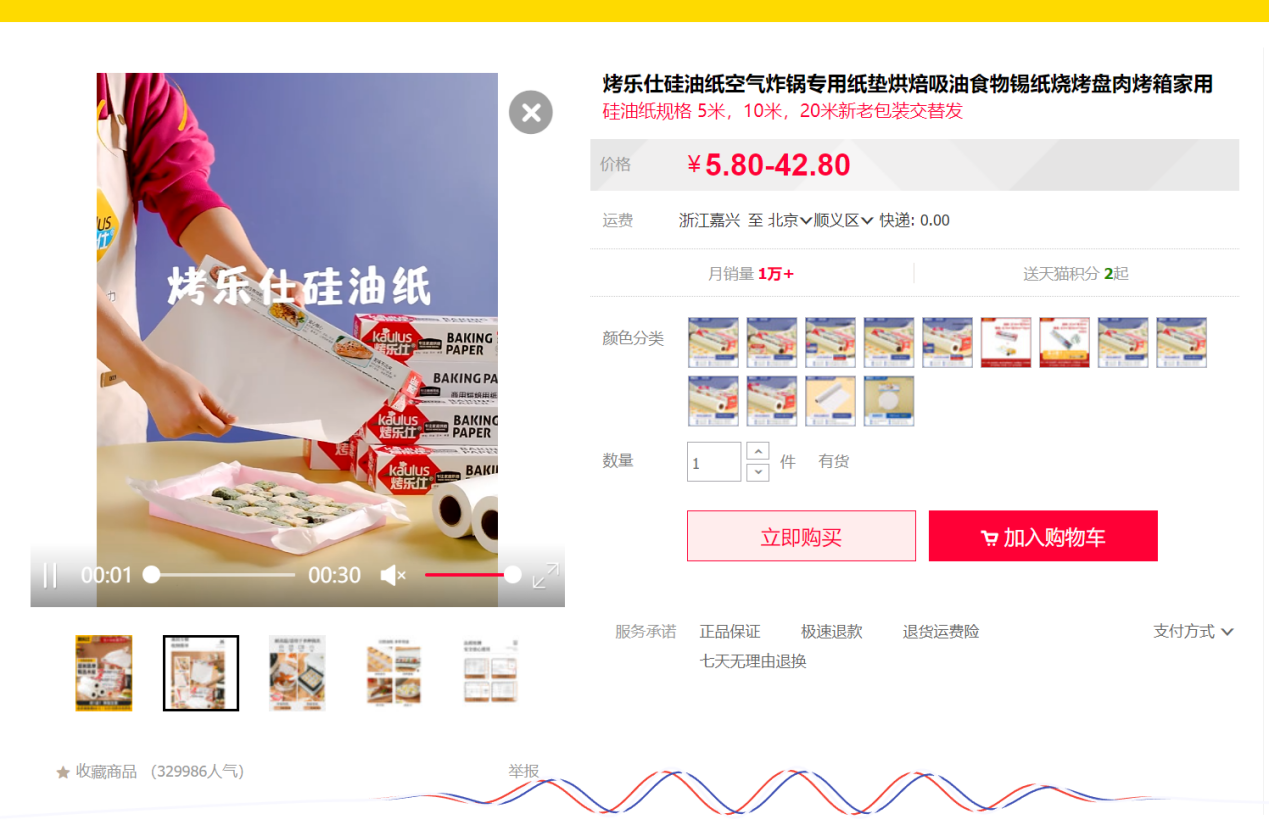 烤乐仕硅油纸空气炸锅专用纸垫烘焙吸油食物锡纸烧烤盘肉烤箱家用
硅油纸规格 5米，10米，20米新老包装交替发
价格
¥5.80-42.80
运费
浙江嘉兴 至 北京 顺义区 快递: 0.00
月销量 1万+
送天猫积分 2起
颜色分类
数量
1
件
有货
立即购买
加入购物车
服务承诺
正品保证
极速退款
退货运费险
支付方式
七天无理由退换
烤乐仕硅油纸
kaulus
烤乐仕
BAKING
PAPER
BAKING PA
kaulus
烤乐仕
BAKING
PAPER
kaulus
烤乐仕
BAKI
00:01
00:30
收藏商品
(329986人气)
举报